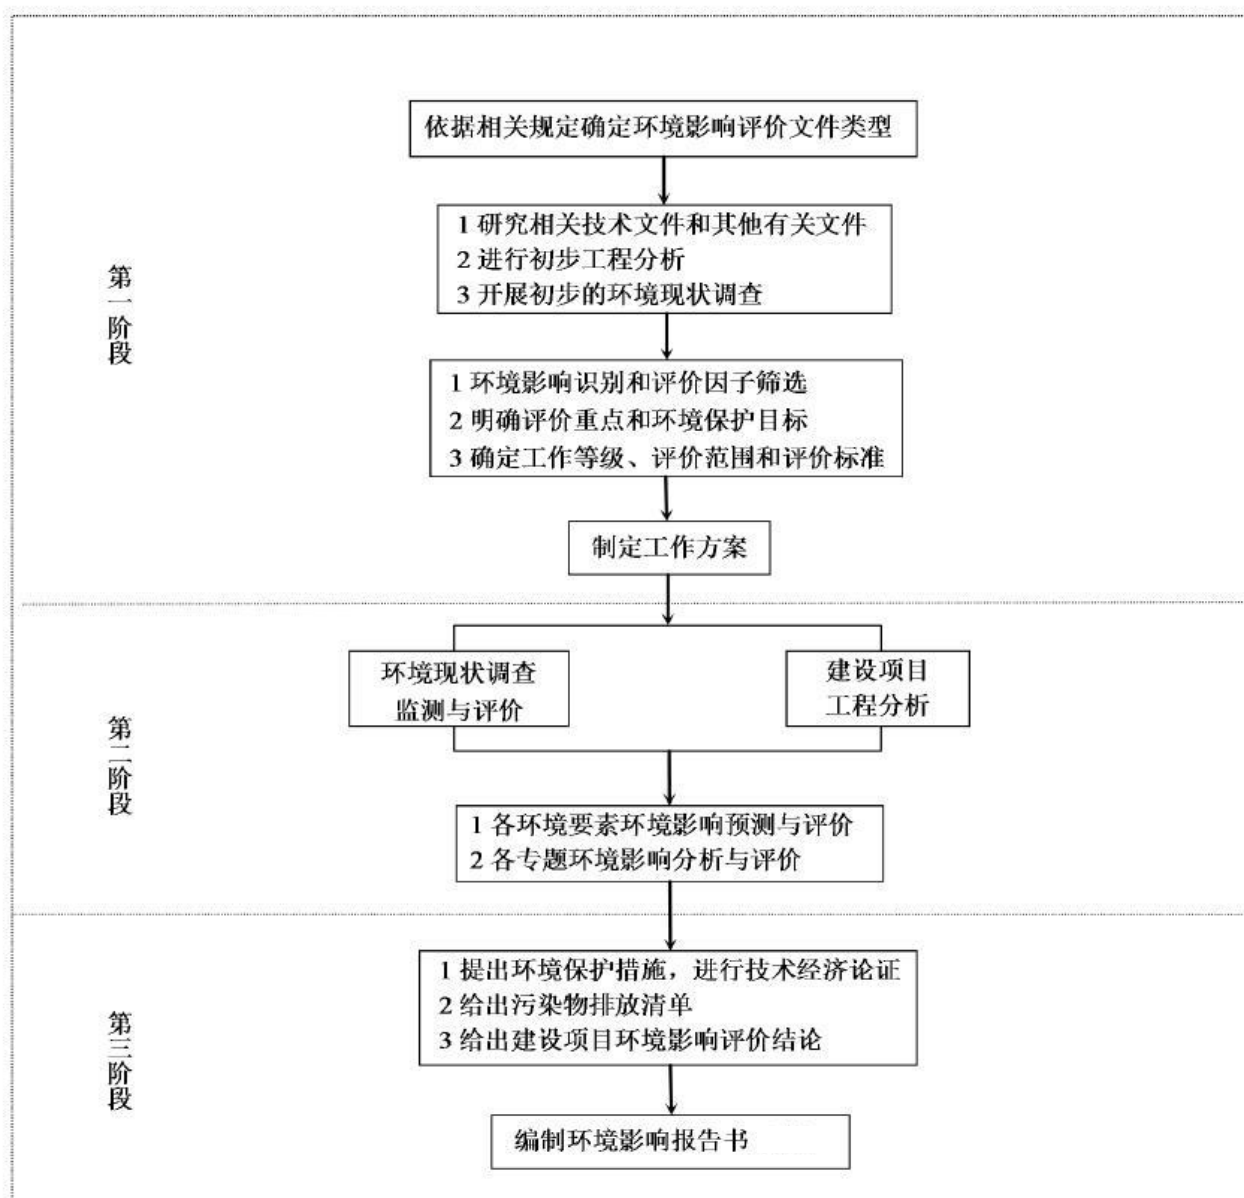 依据相关规定确定环境影响评价文件类型
1 研究相关技术文件和其他有关文件
2 进行初步工程分析
3 开展初步的环境现状调查
第一阶段
1 环境影响识别和评价因子筛选
2 明确评价重点和环境保护目标
3 确定工作等级、评价范围和评价标准
制定工作方案
环境现状调查
监测与评价
建设项目
工程分析
第二阶段
1 各环境要素环境影响预测与评价
2 各专题环境影响分析与评价
1 提出环境保护措施，进行技术经济论证
2 给出污染物排放清单
3 给出建设项目环境影响评价结论
第三阶段
编制环境影响报告书